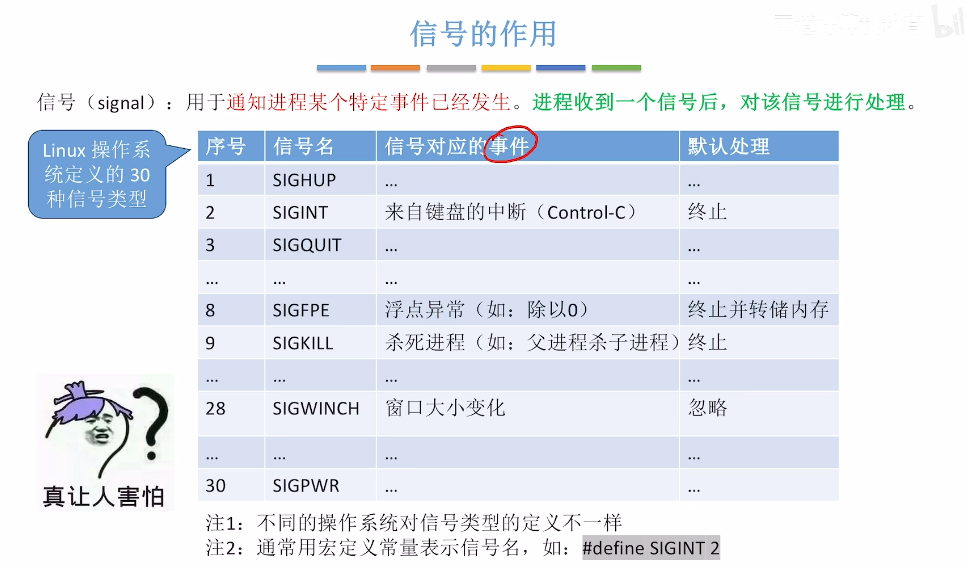 信号的作用
信号（signal）：用于通知进程某个特定事件已经发生。进程收到一个信号后，对该信号进行处理。
Linux 操作系
统定义的 30
种信号类型
序号 信号名 信号对应的事件 默认处理
1 SIGHUP … …
2 SIGINT 来自键盘的中断（Control-C） 终止
3 SIGQUIT … …
… … … …
8 SIGFPE 浮点异常（如：除以0） 终止并转储内存
9 SIGKILL 杀死进程（如：父进程杀子进程） 终止
… … … …
28 SIGWINCH 窗口大小变化 忽略
… … … …
30 SIGPWR … …
真让人害怕
注1：不同的操作系统对信号类型的定义不一样
注2：通常用宏定义常量表示信号名，如：#define SIGINT 2